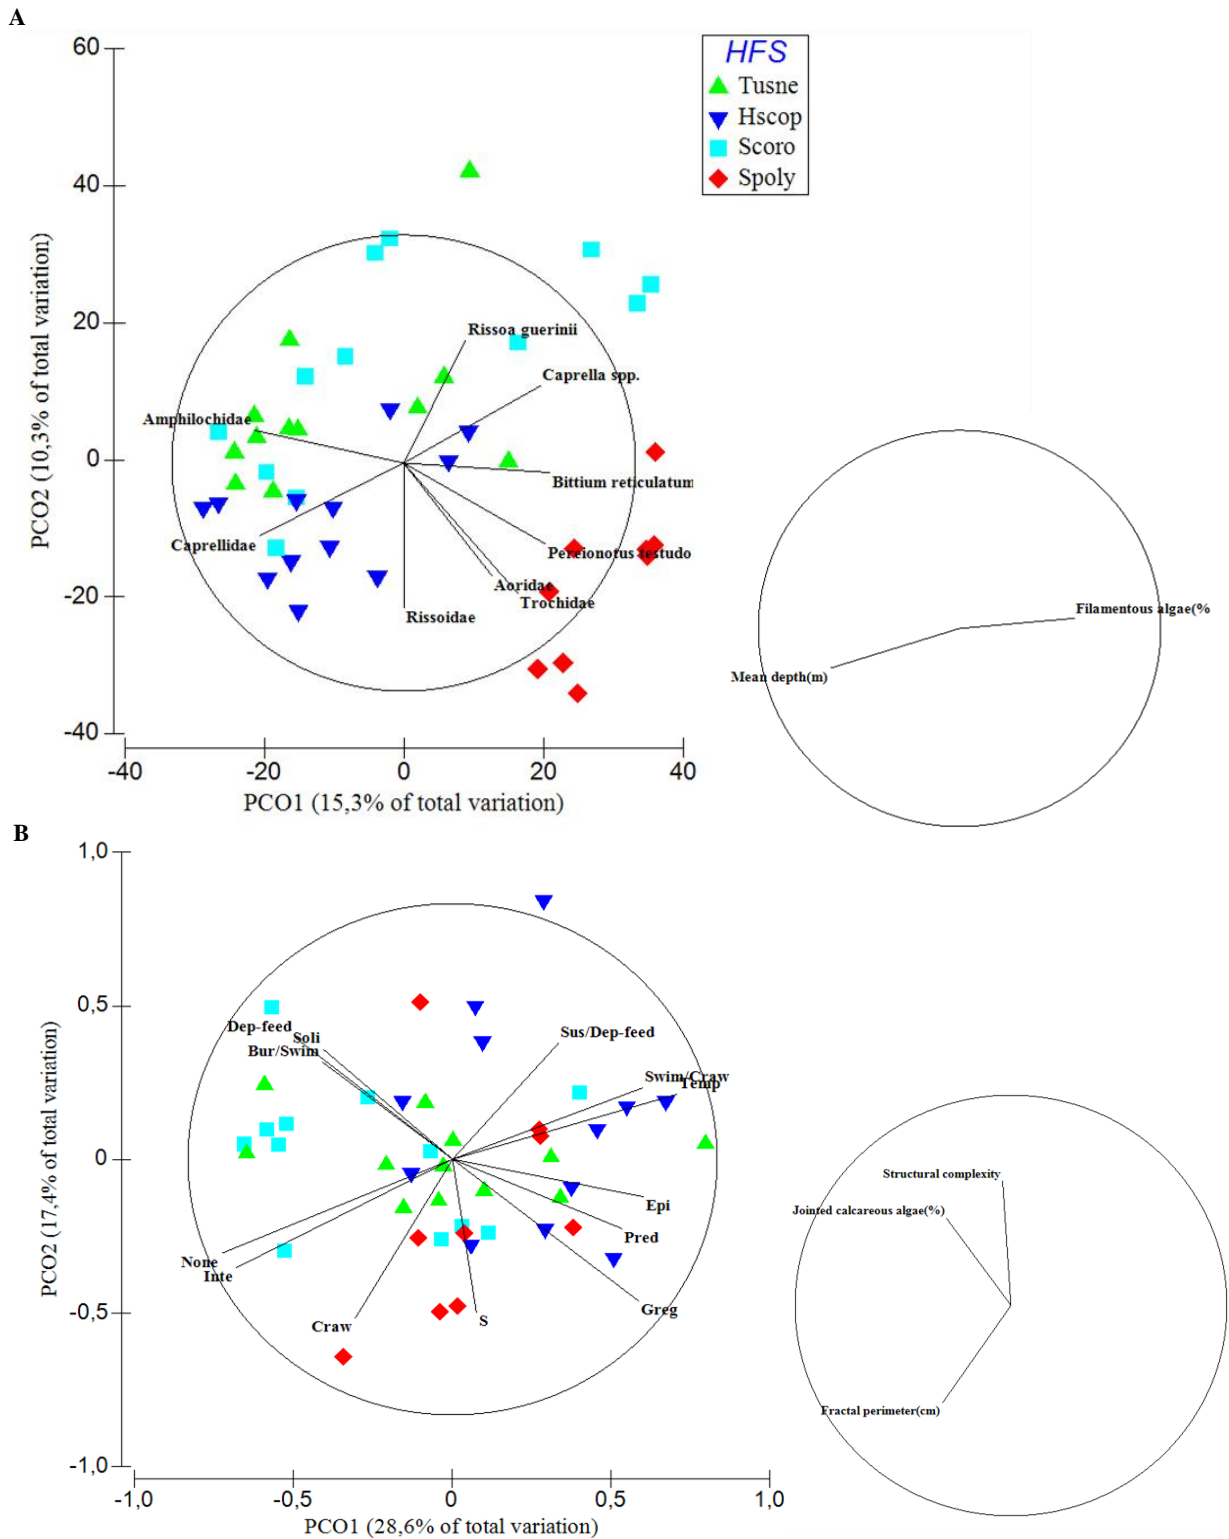 A
60
40
20
0
-20
-40
-40
-20
0
20
40
PCO2 (10,3% of total variation)
PCO1 (15,3% of total variation)
HFS
Tusne
Hscop
Scoro
Spoly
Rissoa guerinii
Caprella spp.
Amphilochidae
Bittium reticulatum
Caprellidae
Percionotus testudo
Aoridae
Trochidae
Rissoidae
Filamentous algae(%
Mean depth(m)
B
1,0
0,5
0
-0,5
-1,0
-1,0
-0,5
0
0,5
1,0
PCO2 (17,4% of total variation)
PCO1 (28,6% of total variation)
Dep-feed
Soli
Bur/Swim
Sus/Dep-feed
Swim/Craw
Temp
Epi
Pred
None
Inte
Greg
Craw
S
Structural complexity
Jointed calcareous algae(%)
Fractal perimeter(cm)